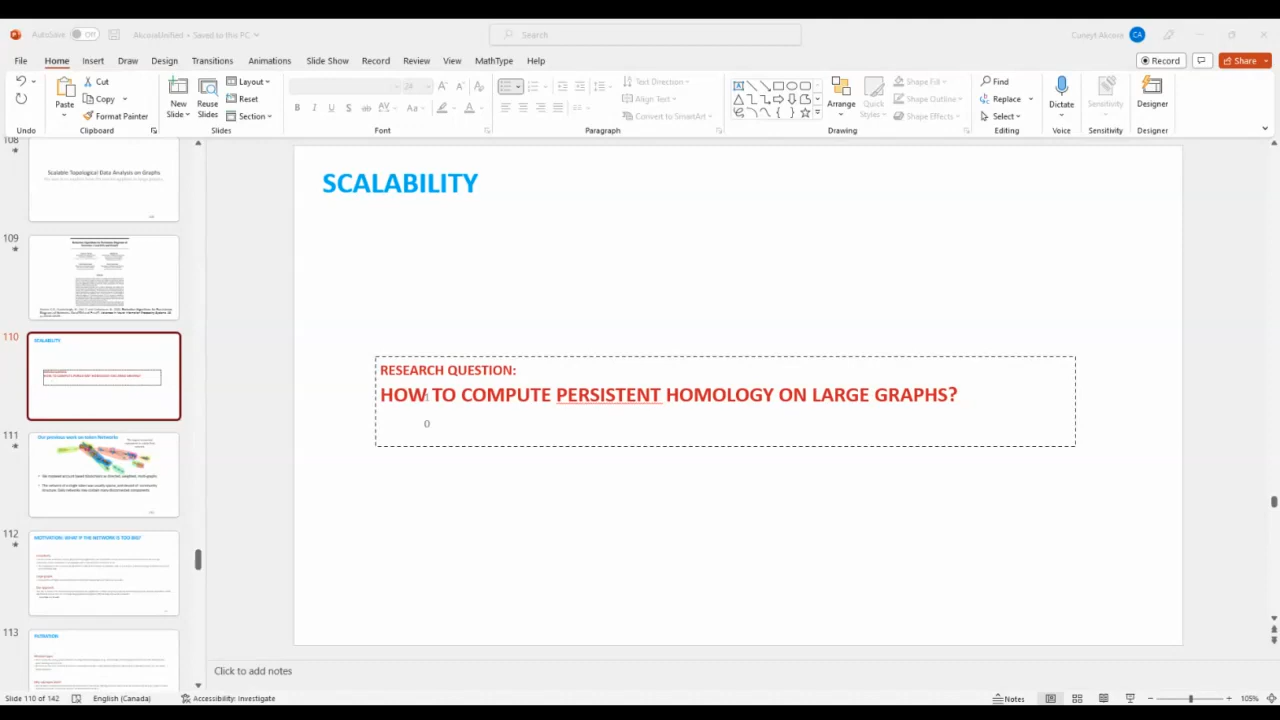 AutoSave Off AkcoraUnified • Saved to this PC Search Cuneyt Akcora CA
File Home Insert Draw Design Transitions Animations Slide Show Record Review View MathType Help Record Share
Paste Cut Copy Format Painter
New Slide Reuse Slides Layout Reset Section
24
Text Direction Align Text Convert to SmartArt
Arrange Quick Styles Shape Fill Shape Outline Shape Effects
Find Replace Select
Dictate Sensitivity Designer
Undo Clipboard Slides Font Paragraph Drawing Editing Voice Sensitivity Designer
108
Scalable Topological Data Analysis on Graphs
109
110
SCALABILITY
111
Our previous work on token Networks
112
MOTIVATION: WHAT IF THE NETWORK IS TOO BIG?
113
SCALABILITY
RESEARCH QUESTION:
HOW TO COMPUTE PERSISTENT HOMOLOGY ON LARGE GRAPHS?
0
Click to add notes
Slide 110 of 142 English (Canada) Accessibility: Investigate Notes 105%